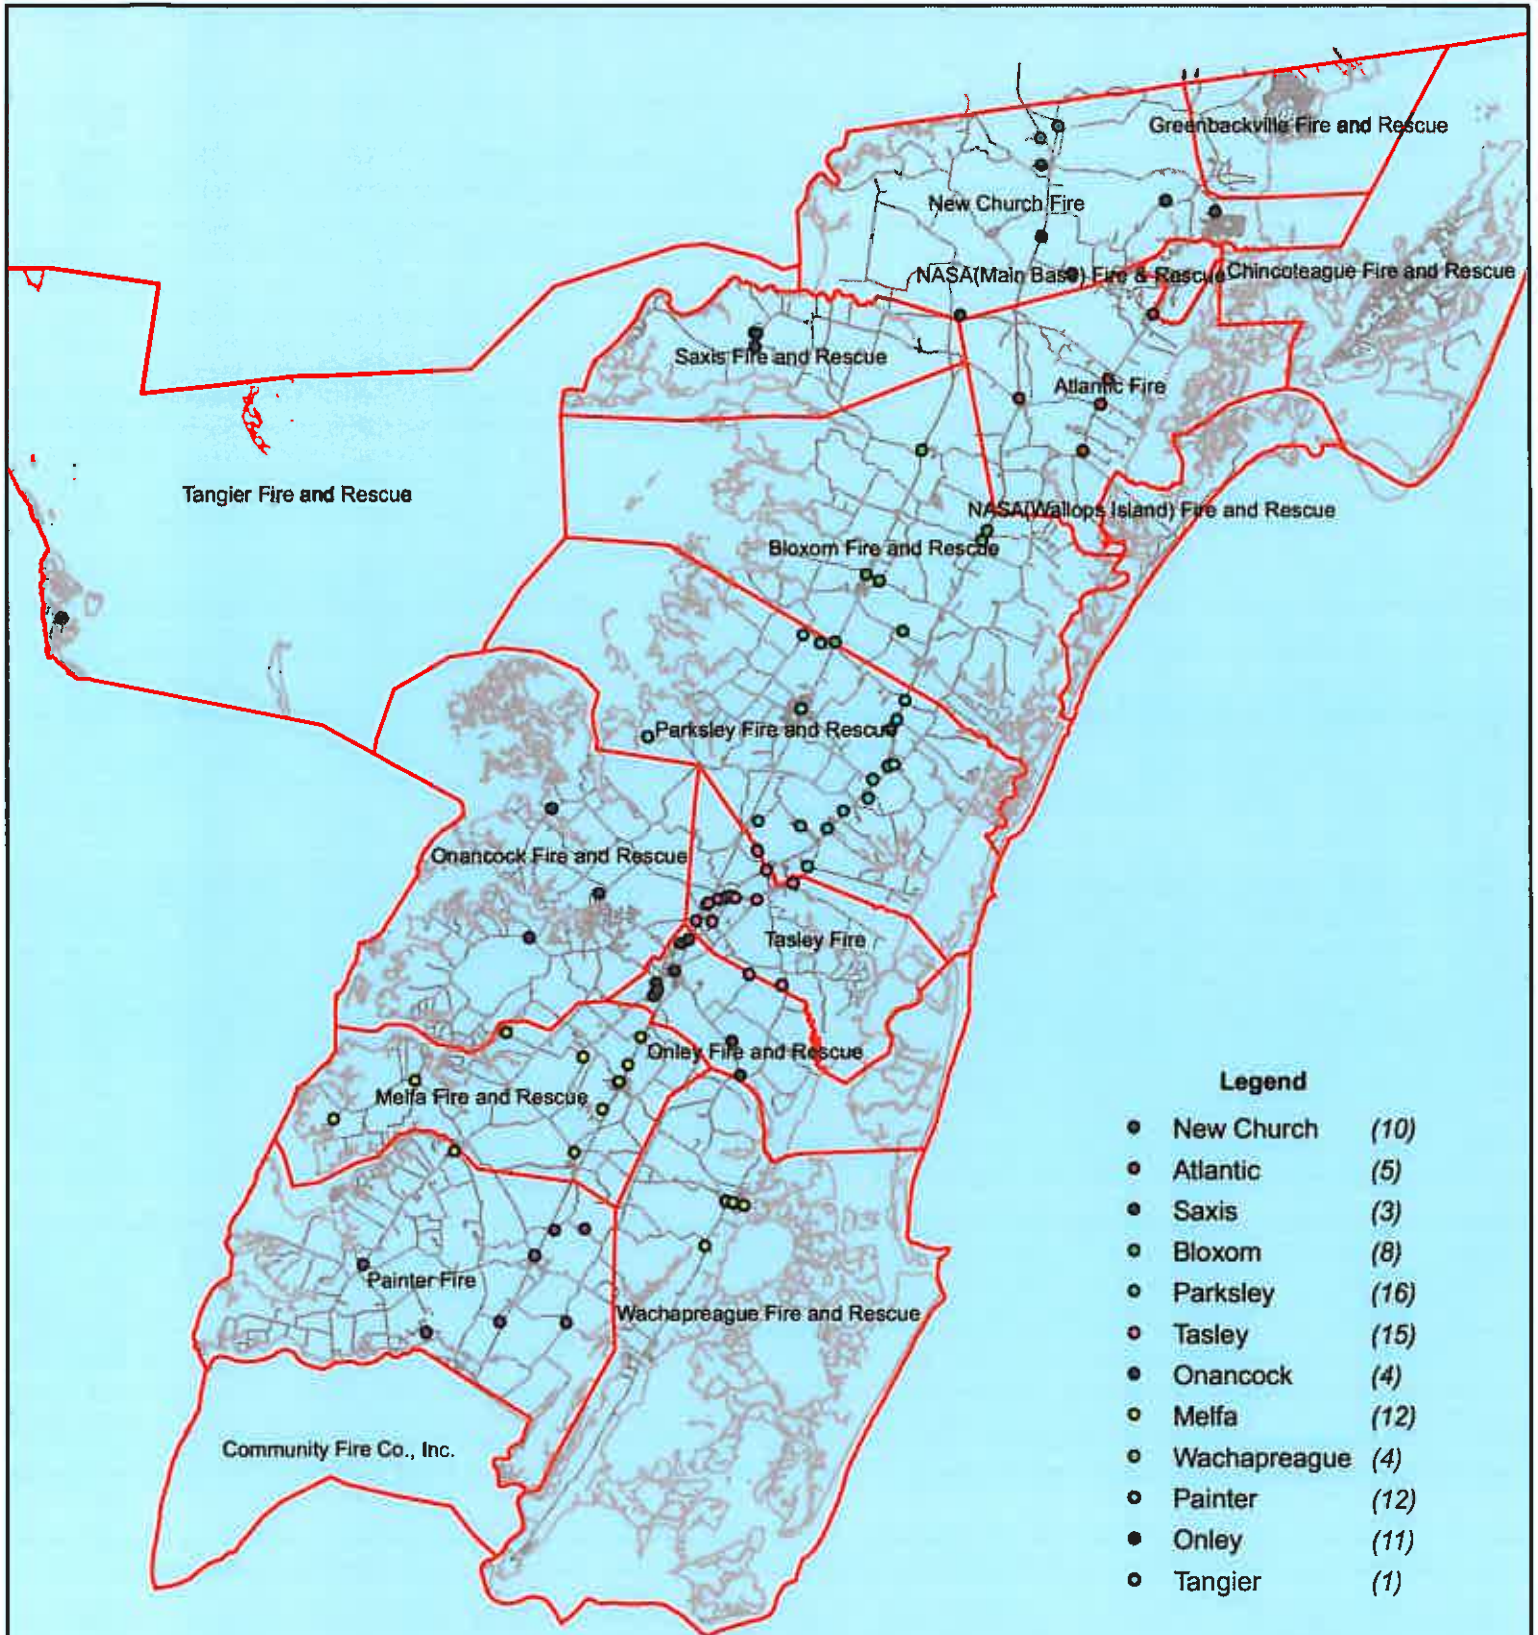 Greenbackville Fire and Rescue
New Church Fire
NASA(Main Base) Fire & Rescue
Chincoteague Fire and Rescue
Saxis Fire and Rescue
Atlantic Fire
Tangier Fire and Rescue
NASA(Wallops Island) Fire and Rescue
Bloxom Fire and Rescue
Parksley Fire and Rescue
Onancock Fire and Rescue
Tasley Fire
Onley Fire and Rescue
Melfa Fire and Rescue
Painter Fire
Wachapreague Fire and Rescue
Community Fire Co., Inc.
Legend
New Church (10)
Atlantic (5)
Saxis (3)
Bloxom (8)
Parksley (16)
Tasley (15)
Onancock (4)
Melfa (12)
Wachapreague (4)
Painter (12)
Onley (11)
Tangier (1)